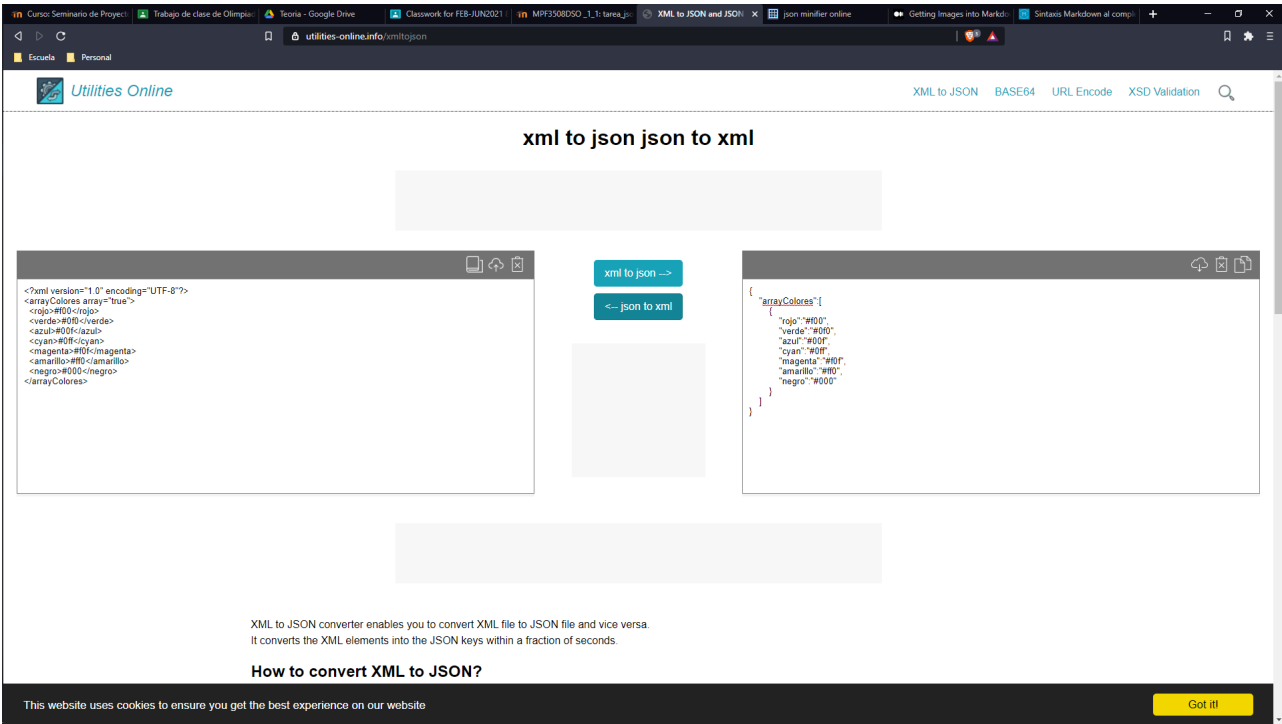 Curso: Seminario de Proyect
Trabajo de clase de Olimpiad
Teoria - Google Drive
Classwork for FEB-JUN2021
MPF3508DSO _1_1: tarea_jso
XML to JSON and JSON
json minifier online
Getting Images into Markdo
Sintaxis Markdown al compl
utilities-online.info/xmltojson
Escuela
Personal
Utilities Online
XML to JSON
BASE64
URL Encode
XSD Validation
xml to json json to xml
xml to json -->
<-- json to xml
<?xml version="1.0" encoding="UTF-8"?>
<arrayColores array="true">
<rojo>#f00</rojo>
<verde>#0f0</verde>
<azul>#00f</azul>
<cyan>#0ff</cyan>
<magenta>#f0f</magenta>
<amarillo>#ff0</amarillo>
<negro>#000</negro>
</arrayColores>
{
"arrayColores":[
{
"rojo":"#f00",
"verde":"#0f0",
"azul":"#00f",
"cyan":"#0ff",
"magenta":"#f0f",
"amarillo":"#ff0",
"negro":"#000"
}
]
}
XML to JSON converter enables you to convert XML file to JSON file and vice versa.
It converts the XML elements into the JSON keys within a fraction of seconds.
How to convert XML to JSON?
This website uses cookies to ensure you get the best experience on our website
Got it!